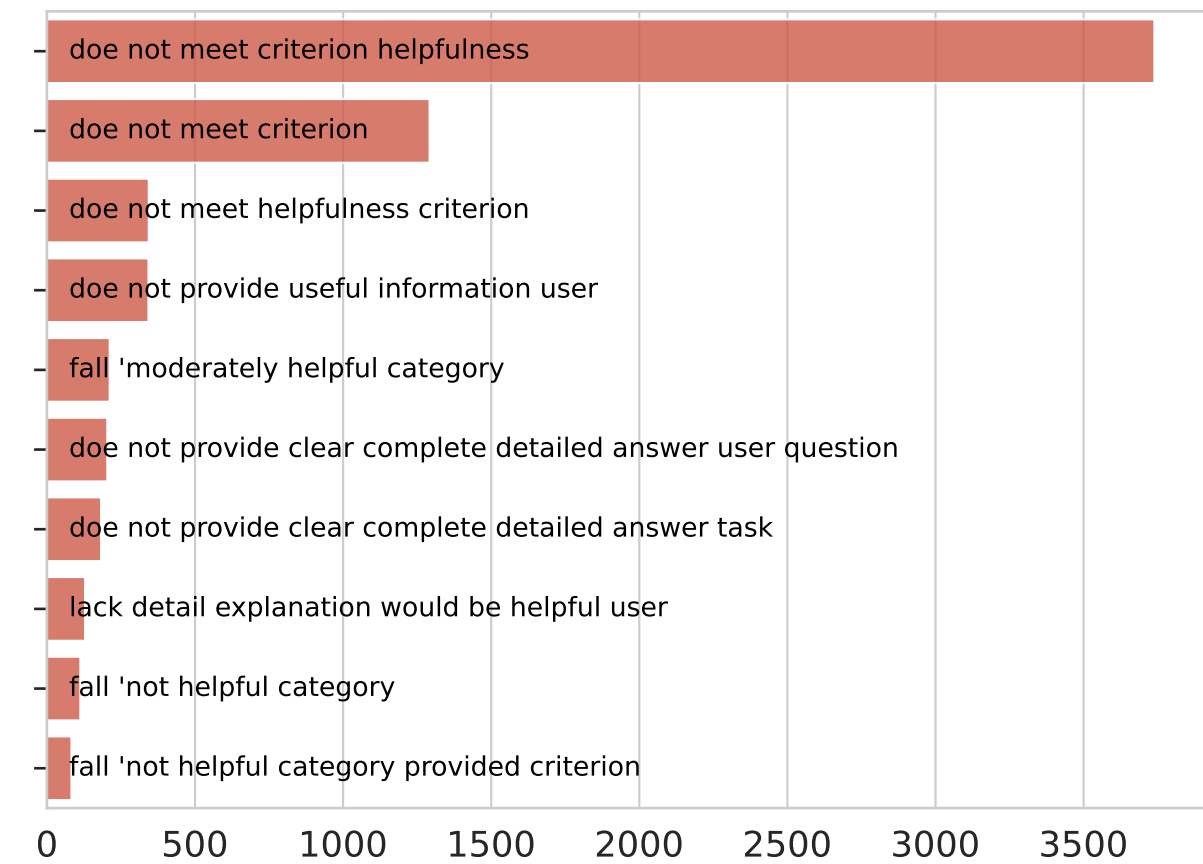 doe not meet criterion helpfulness
doe not meet criterion
doe not meet helpfulness criterion
doe not provide useful information user
fall 'moderately helpful category
doe not provide clear complete detailed answer user question
doe not provide clear complete detailed answer task
lack detail explanation would be helpful user
fall 'not helpful category
fall 'not helpful category provided criterion
0 500 1000 1500 2000 2500 3000 3500